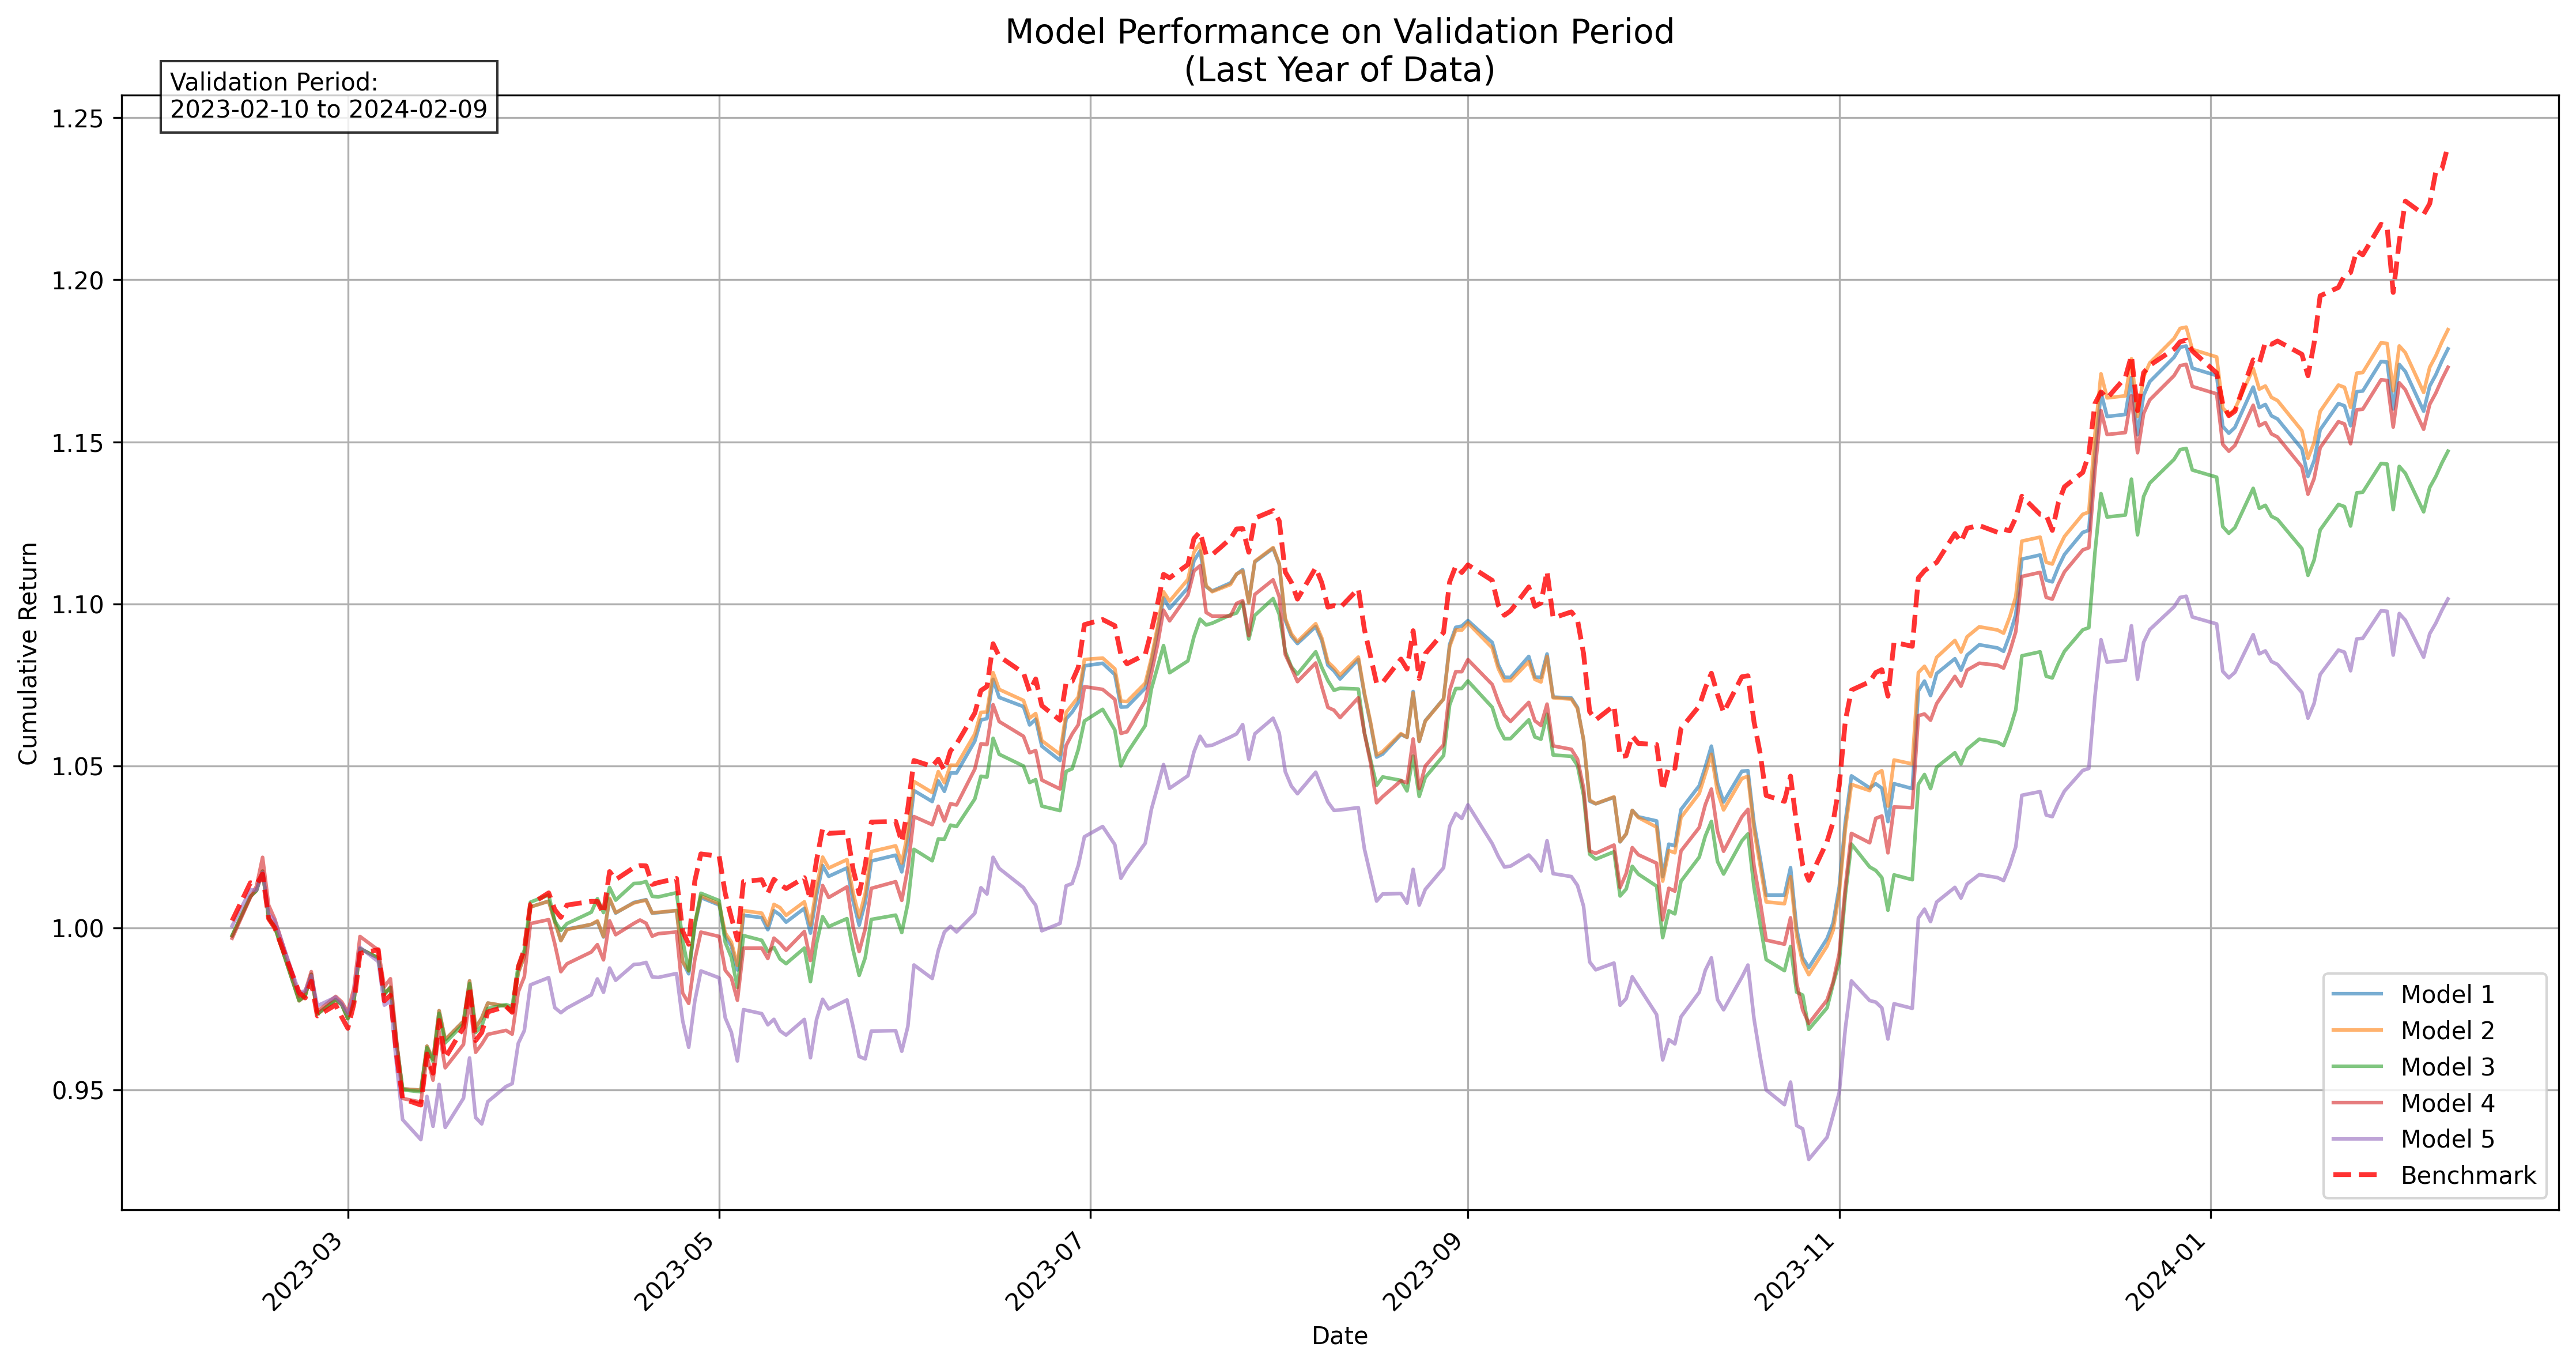 Model Performance on Validation Period
(Last Year of Data)
Validation Period:
2023-02-10 to 2024-02-09
1.25
1.20
1.15
1.10
1.05
1.00
0.95
Cumulative Return
Model 1
Model 2
Model 3
Model 4
Model 5
Benchmark
2023-03
2023-05
2023-07
2023-09
2023-11
2024-01
Date